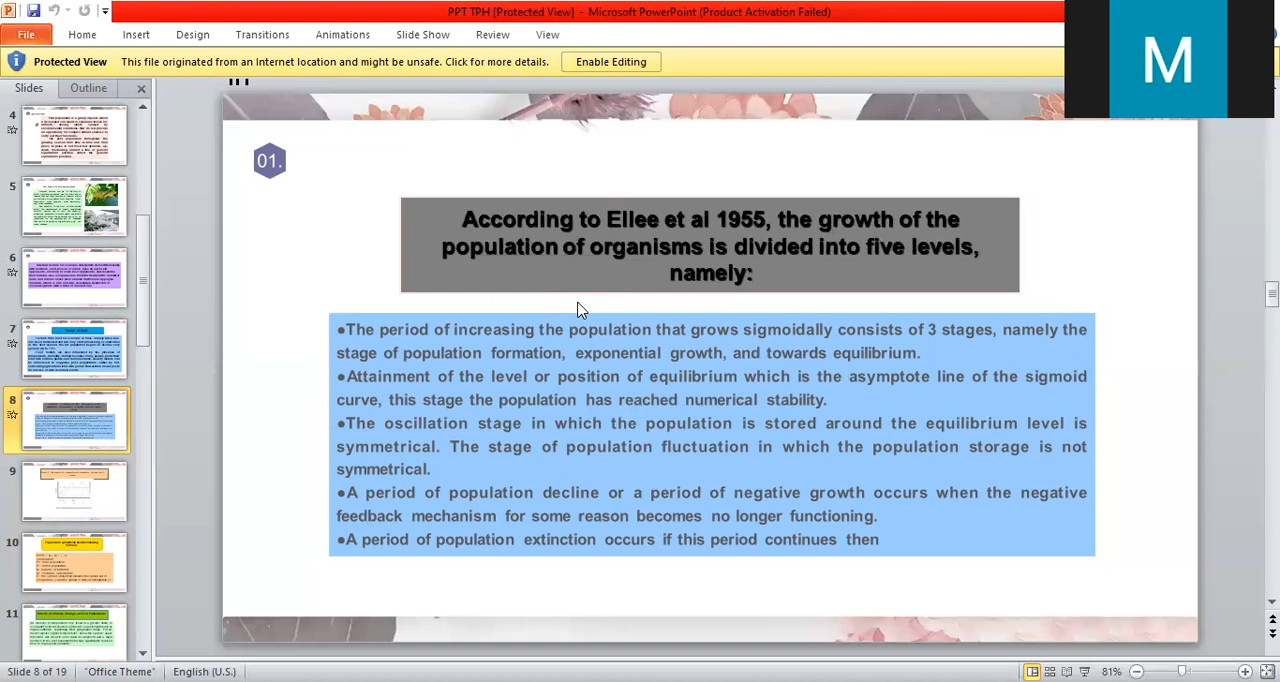 PPT TPH [Protected View] - Microsoft PowerPoint (Product Activation Failed)
File Home Insert Design Transitions Animations Slide Show Review View
Protected View This file originated from an Internet location and might be unsafe. Click for more details. Enable Editing
M
Slides Outline
4
5
6
7
8
9
10
11
01.
According to Ellee et al 1955, the growth of the
population of organisms is divided into five levels,
namely:
●The period of increasing the population that grows sigmoidally consists of 3 stages, namely the
stage of population formation, exponential growth, and towards equilibrium.
●Attainment of the level or position of equilibrium which is the asymptote line of the sigmoid
curve, this stage the population has reached numerical stability.
●The oscillation stage in which the population is stored around the equilibrium level is
symmetrical. The stage of population fluctuation in which the population storage is not
symmetrical.
●A period of population decline or a period of negative growth occurs when the negative
feedback mechanism for some reason becomes no longer functioning.
●A period of population extinction occurs if this period continues then
Slide 8 of 19 "Office Theme" English (U.S.) 81%